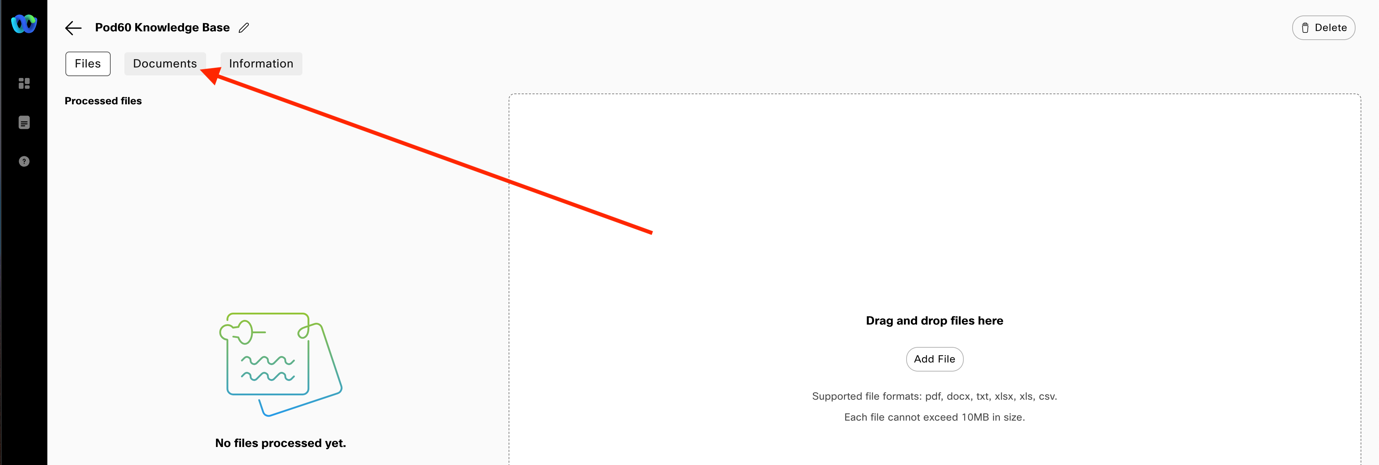 Pod60 Knowledge Base
Delete
Files
Documents
Information
Processed files
Drag and drop files here
Add File
Supported file formats: pdf, docx, txt, xlsx, xls, csv.
Each file cannot exceed 10MB in size.
No files processed yet.